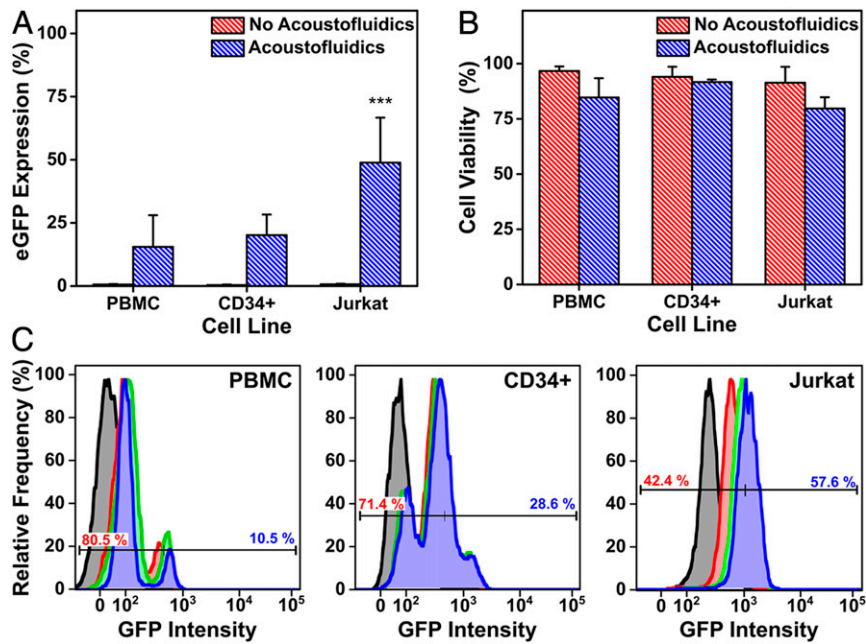 A
No Acoustofluidics
Acoustofluidics
eGFP Expression (%)
100
75
50
25
0
***
PBMC CD34+ Jurkat
Cell Line
B
No Acoustofluidics
Acoustofluidics
Cell Viability (%)
100
75
50
25
0
PBMC CD34+ Jurkat
Cell Line
C
Relative Frequency (%)
100
80
60
40
20
0
PBMC
80.5 % 10.5 %
0 10² 10³ 10⁴ 10⁵
GFP Intensity
100
80
60
40
20
0
CD34+
71.4 % 28.6 %
0 10² 10³ 10⁴ 10⁵
GFP Intensity
100
80
60
40
20
0
Jurkat
42.4 % 57.6 %
0 10² 10³ 10⁴ 10⁵
GFP Intensity